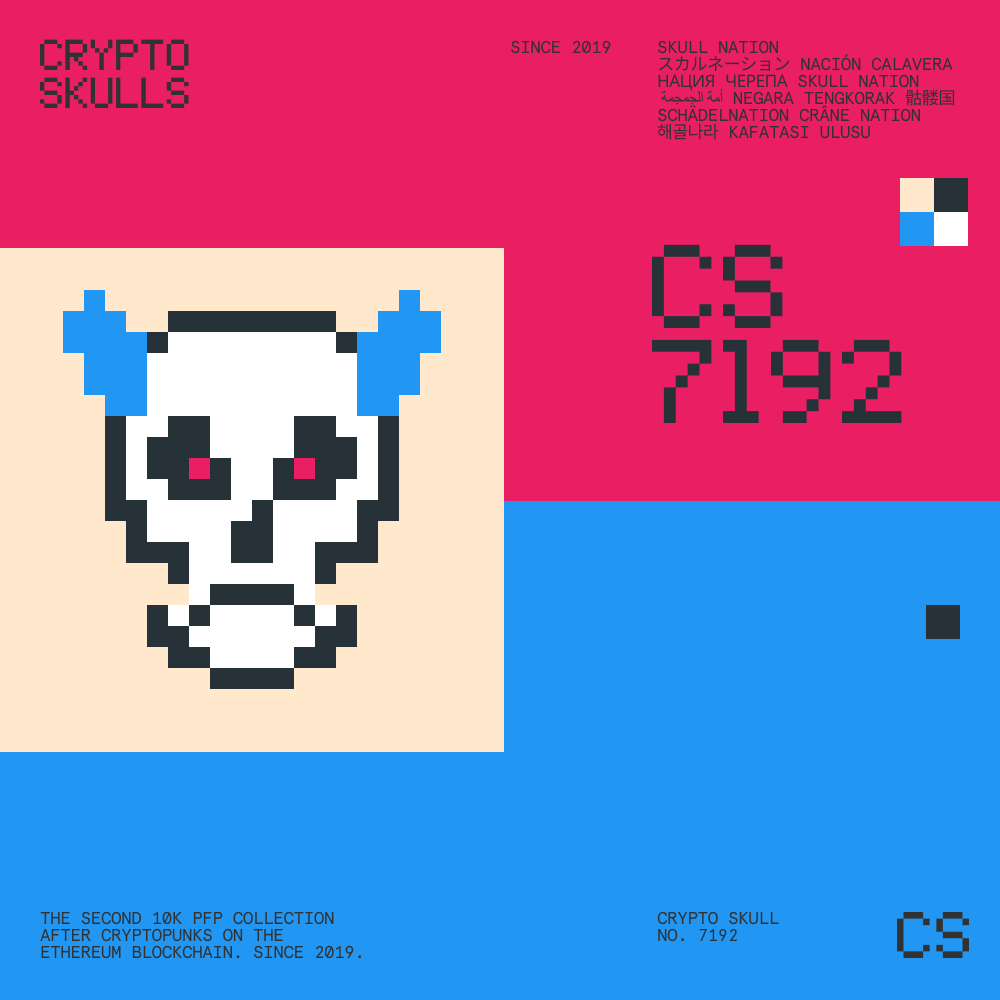 CRYPTO
SKULLS
SINCE 2019
SKULL NATION
スカルネーション NACIÓN CALAVERA
НАЦИЯ ЧЕРЕПА SKULL NATION
أمة الجمجمة NEGARA TENGKORAK 骷髅国
SCHÄDELNATION CRÂNE NATION
해골나라 KAFATASI ULUSU
CS
7192
THE SECOND 10K PFP COLLECTION
AFTER CRYPTOPUNKS ON THE
ETHEREUM BLOCKCHAIN. SINCE 2019.
CRYPTO SKULL
NO. 7192
CS